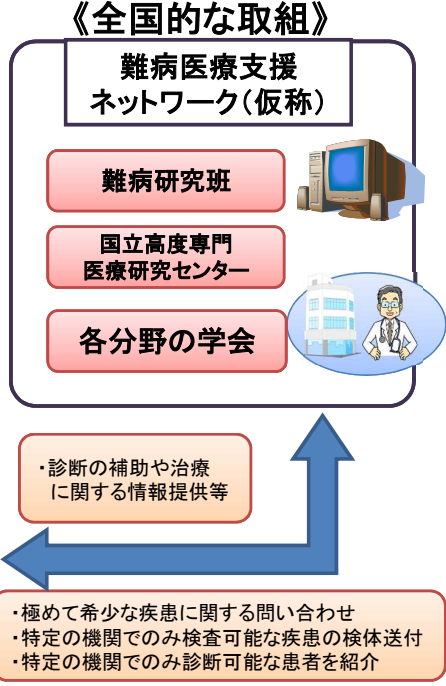 《全国的な取組》
難病医療支援
ネットワーク(仮称)
難病研究班
国立高度専門
医療研究センター
各分野の学会
・診断の補助や治療
に関する情報提供等
・極めて希少な疾患に関する問い合わせ
・特定の機関でのみ検査可能な疾患の検体送付
・特定の機関でのみ診断可能な患者を紹介